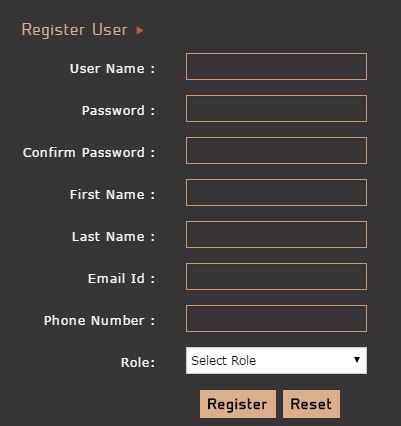 Register User
User Name :
Password :
Confirm Password :
First Name :
Last Name :
Email Id :
Phone Number :
Role: Select Role
Register Reset